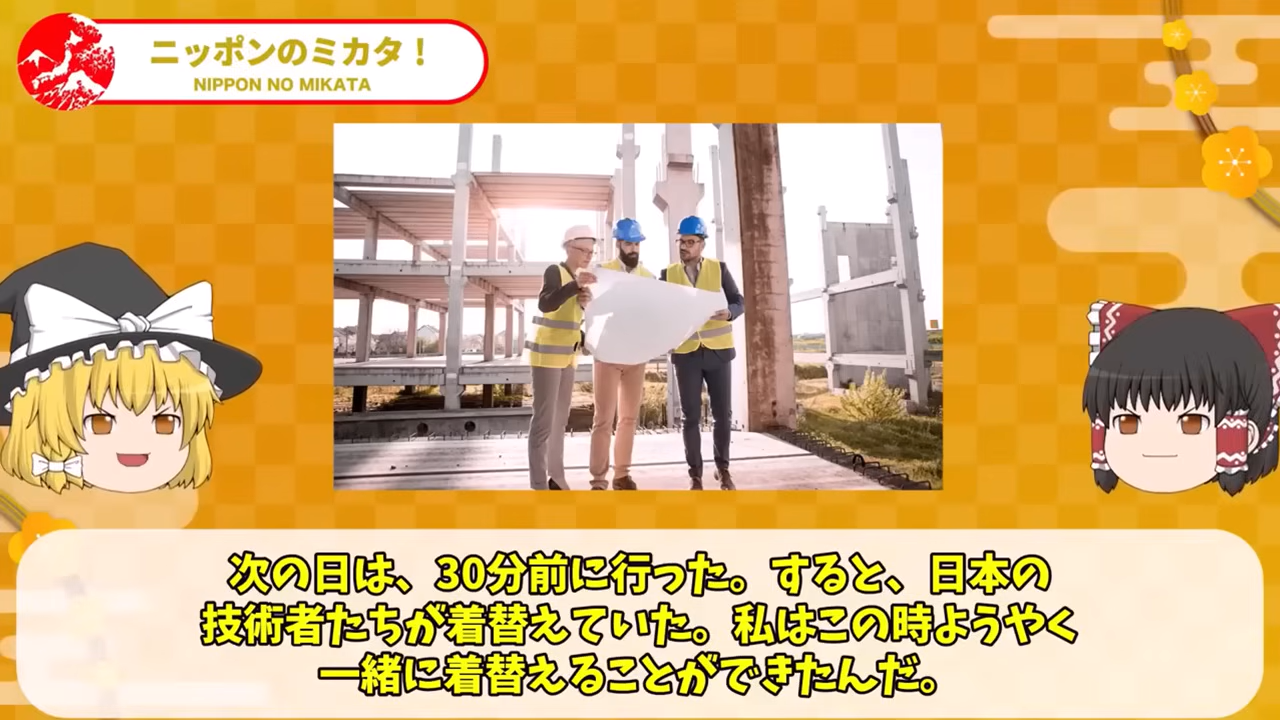 ニッポンのミカタ！
NIPPON NO MIKATA
次の日は、30分前に行った。すると、日本の
技術者たちが着替えていた。私はこの時ようやく
一緒に着替えることができたんだ。